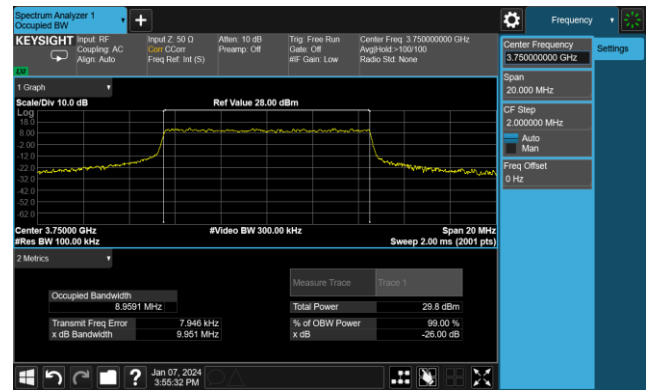 Spectrum Analyzer 1
Occupied BW
Frequency
KEYSIGHT
Input: RF
Coupling: AC
Align: Auto
Input Z: 50 Ω
Corr CCorr
Freq Ref: Int (S)
Atten: 10 dB
Preamp: Off
Trig: Free Run
Gate: Off
#IF Gain: Low
Center Freq: 3.750000000 GHz
Avg|Hold:>100/100
Radio Std: None
Center Frequency
3.750000000 GHz
Settings
Span
20.000 MHz
CF Step
2.000000 MHz
Auto
Man
Freq Offset
0 Hz
1 Graph
Scale/Div 10.0 dB
Ref Value 28.00 dBm
Log
18.0
8.00
-2.00
-12.0
-22.0
-32.0
-42.0
-52.0
-62.0
Center 3.75000 GHz
#Video BW 300.00 kHz
Span 20 MHz
#Res BW 100.00 kHz
Sweep 2.00 ms (2001 pts)
2 Metrics
Measure Trace
Trace 1
Occupied Bandwidth
8.9591 MHz
Total Power
29.8 dBm
Transmit Freq Error
7.946 kHz
% of OBW Power
99.00 %
x dB Bandwidth
9.951 MHz
x dB
-26.00 dB
?
Jan 07, 2024
3:55:32 PM